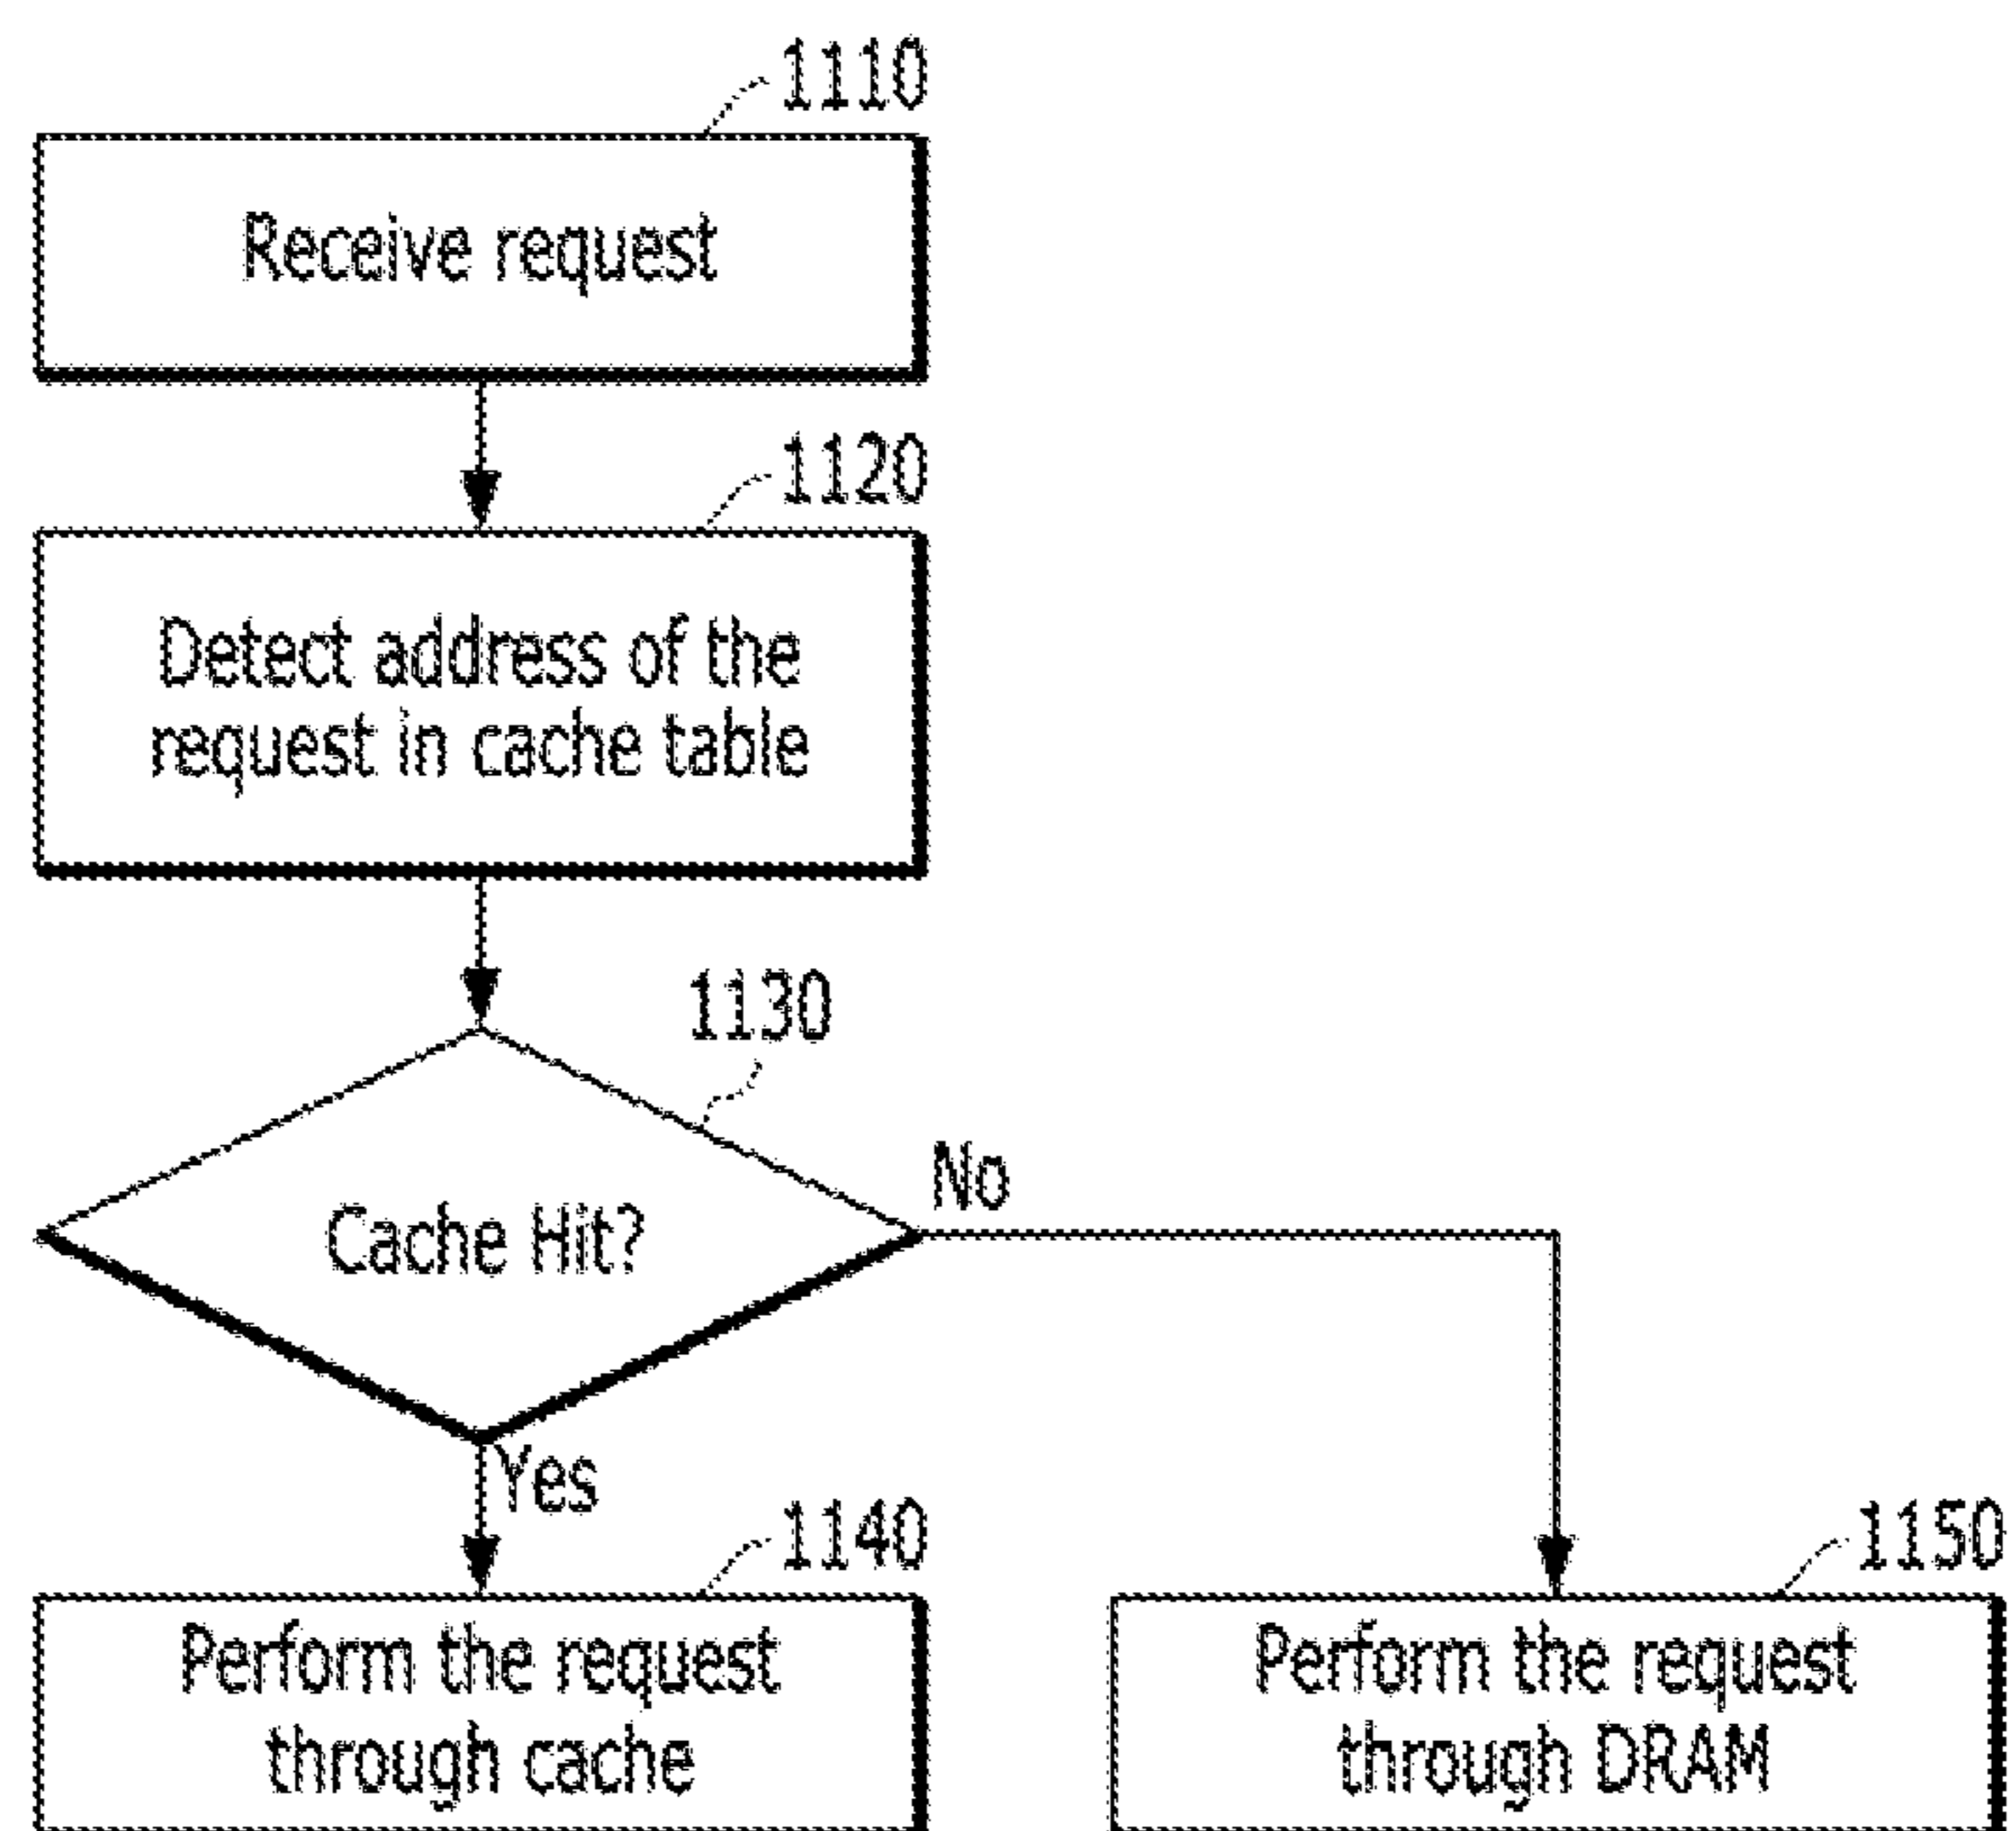 1110
Receive request
1120
Detect address of the
request in cache table
1130
Cache Hit?
No
Yes
1140
Perform the request
through cache
1150
Perform the request
through DRAM